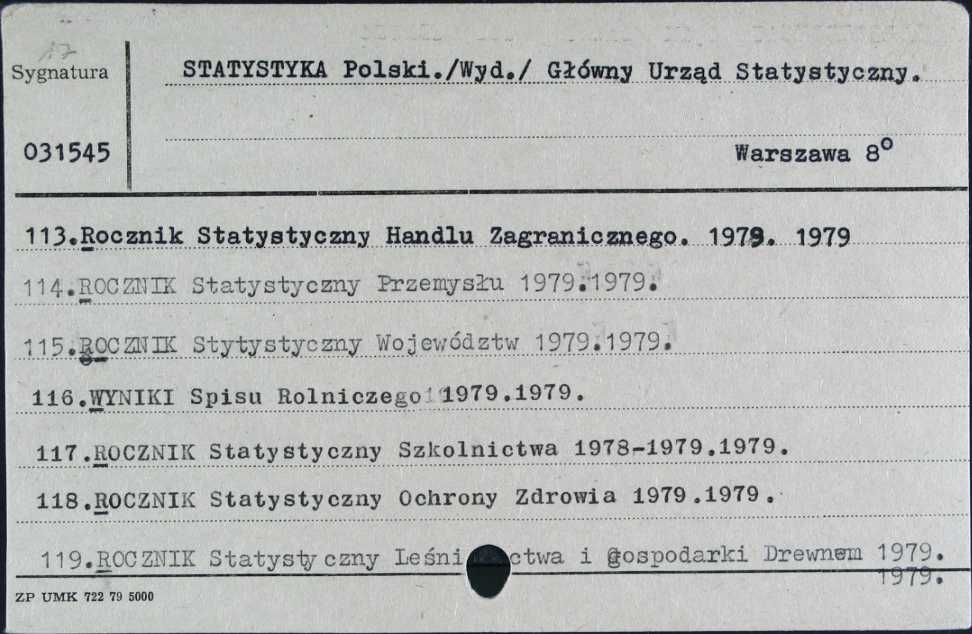 17
Sygnatura
STATYSTYKA Polski./Wyd./ Główny Urząd Statystyczny.
031545
Warszawa 8°
113.Rocznik Statystyczny Handlu Zagranicznego. 1979. 1979
114.ROCZNIK Statystyczny Przemysłu 1979.1979.
115.ROCZNIK Stytystyczny Województw 1979.1979.
116.WYNIKI Spisu Rolniczego 1979.1979.
117.ROCZNIK Statystyczny Szkolnictwa 1978-1979.1979.
118.ROCZNIK Statystyczny Ochrony Zdrowia 1979.1979.
119.ROCZNIK Statystyczny Leśni ctwa i gospodarki Drewnem 1979.
1979.
ZP UMK 722 79 5000